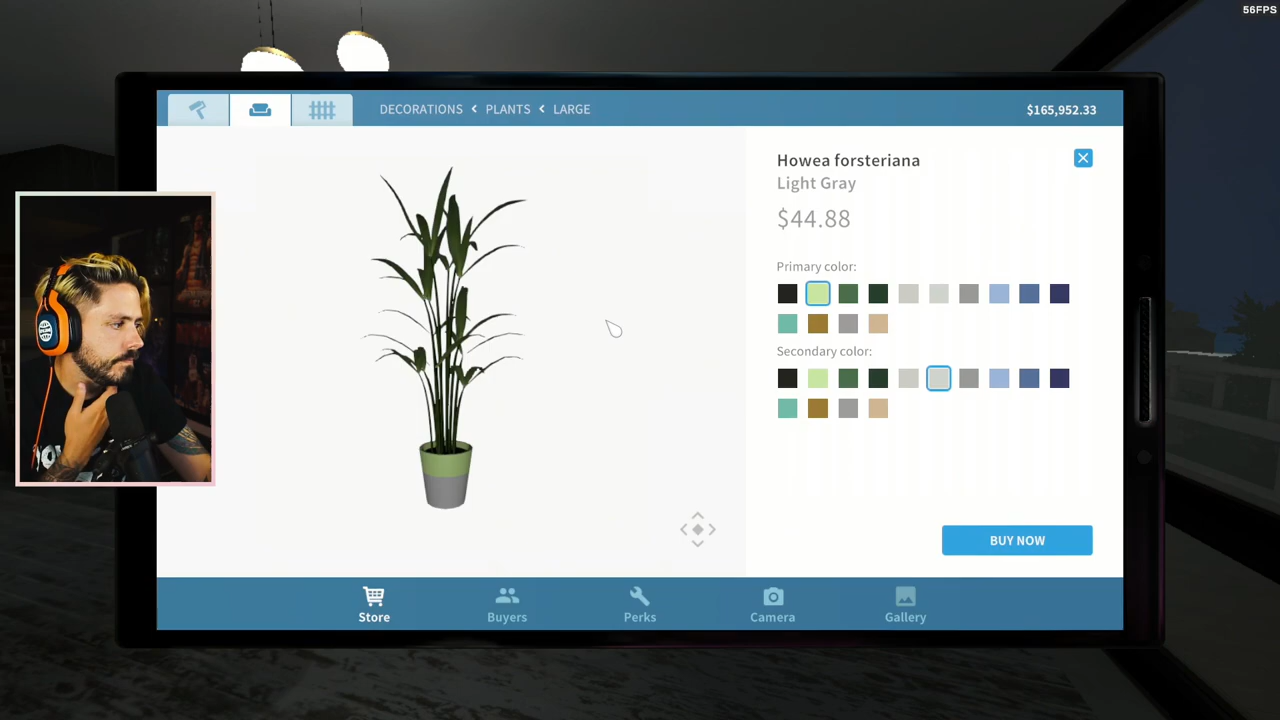 56FPS
DECORATIONS < PLANTS < LARGE
$165,952.33
Howea forsteriana
Light Gray
$44.88
Primary color:
Secondary color:
BUY NOW
Store
Buyers
Perks
Camera
Gallery